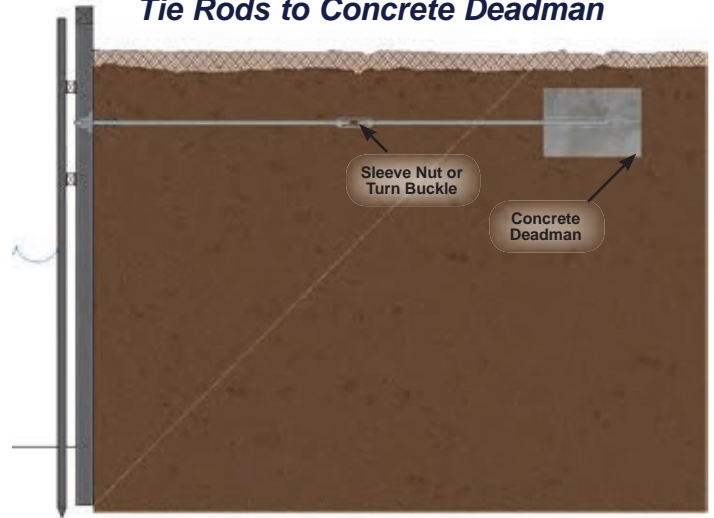 Tie Rods to Concrete Deadman
Sleeve Nut or
Turn Buckle
Concrete
Deadman